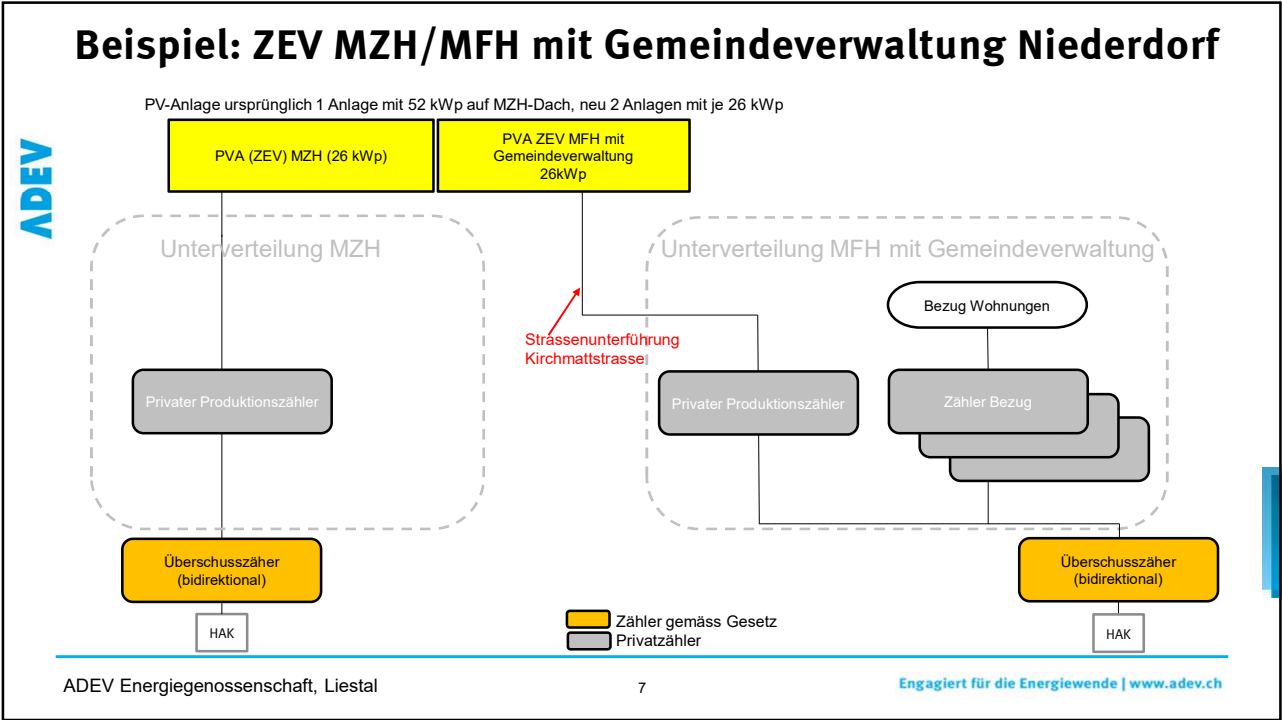 Beispiel: ZEV MZH/MFH mit Gemeindeverwaltung Niederdorf
PV-Anlage ursprünglich 1 Anlage mit 52 kWp auf MZH-Dach, neu 2 Anlagen mit je 26 kWp
ADEV
PVA (ZEV) MZH (26 kWp)
PVA ZEV MFH mit
Gemeindeverwaltung
26kWp
Unterverteilung MZH
Unterverteilung MFH mit Gemeindeverwaltung
Bezug Wohnungen
Strassenunterführung
Kirchmattstrasse
Privater Produktionszähler
Privater Produktionszähler
Zähler Bezug
Überschusszäher
(bidirektional)
Überschusszäher
(bidirektional)
HAK
HAK
Zähler gemäss Gesetz
Privatzähler
ADEV Energiegenossenschaft, Liestal
7
Engagiert für die Energiewende | www.adev.ch